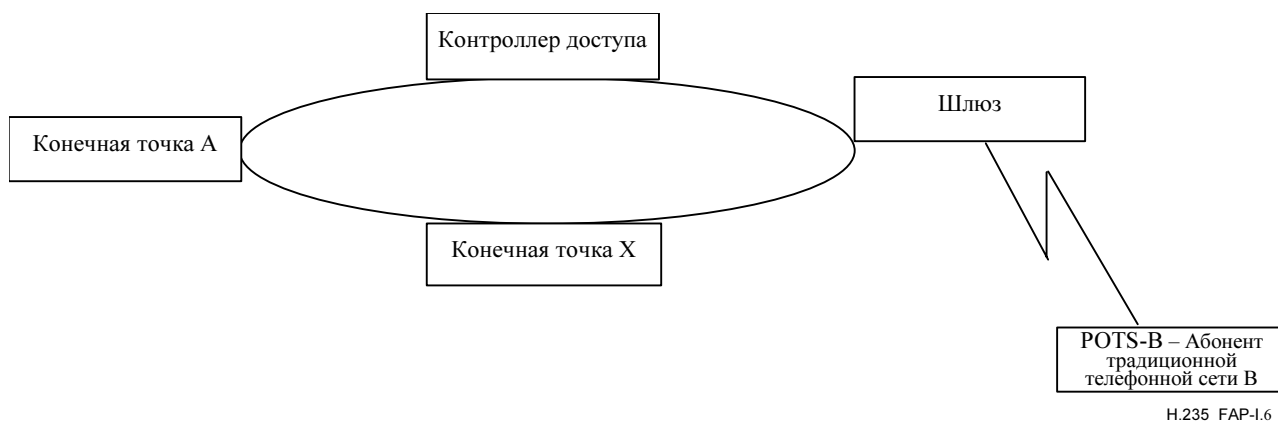 Контроллер доступа
Шлюз
Конечная точка A
Конечная точка X
POTS-B – Абонент
традиционной
телефонной сети B
H.235 FAP-I.6